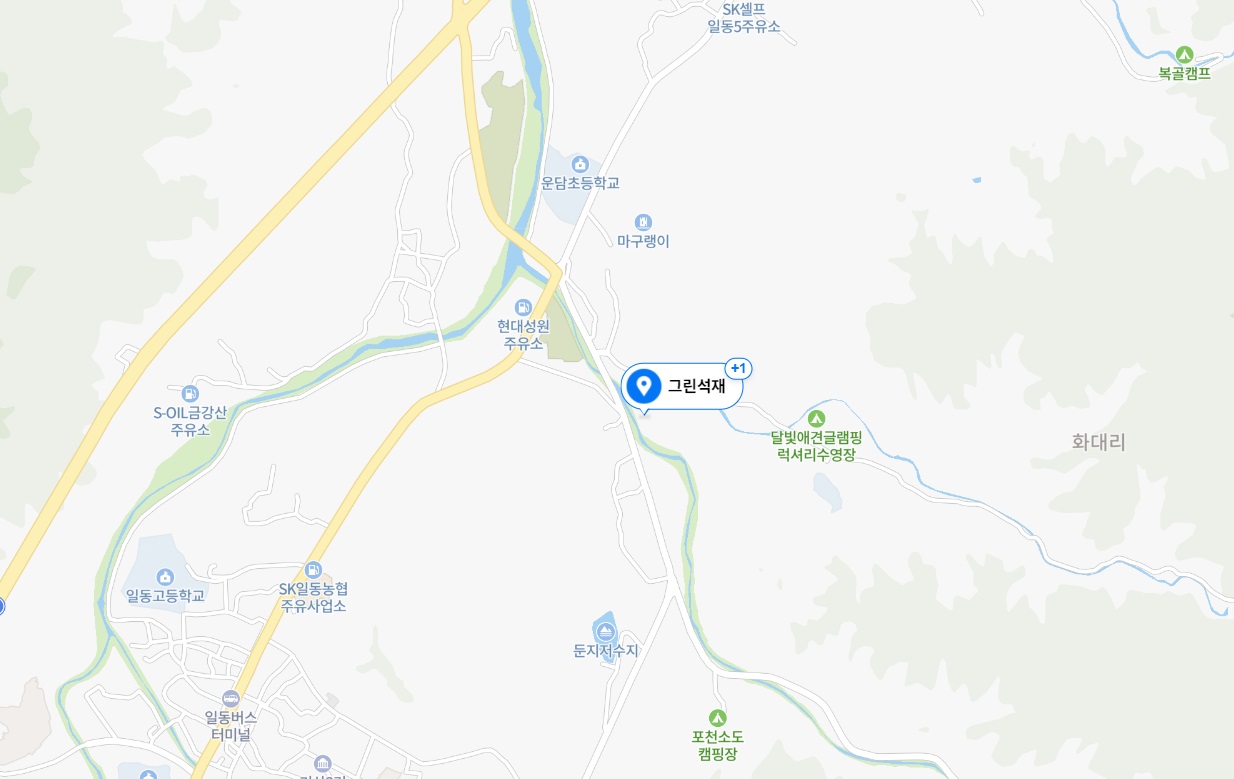 SK셀프
일동5주유소
복골캠프
운담초등학교
마구랭이
현대성원
주유소
+1
그린석재
S-OIL금강산
주유소
달빛애견글램핑
럭셔리수영장
화대리
일동고등학교
SK일동농협
주유사업소
둔지저수지
일동버스
터미널
포천소도
캠핑장